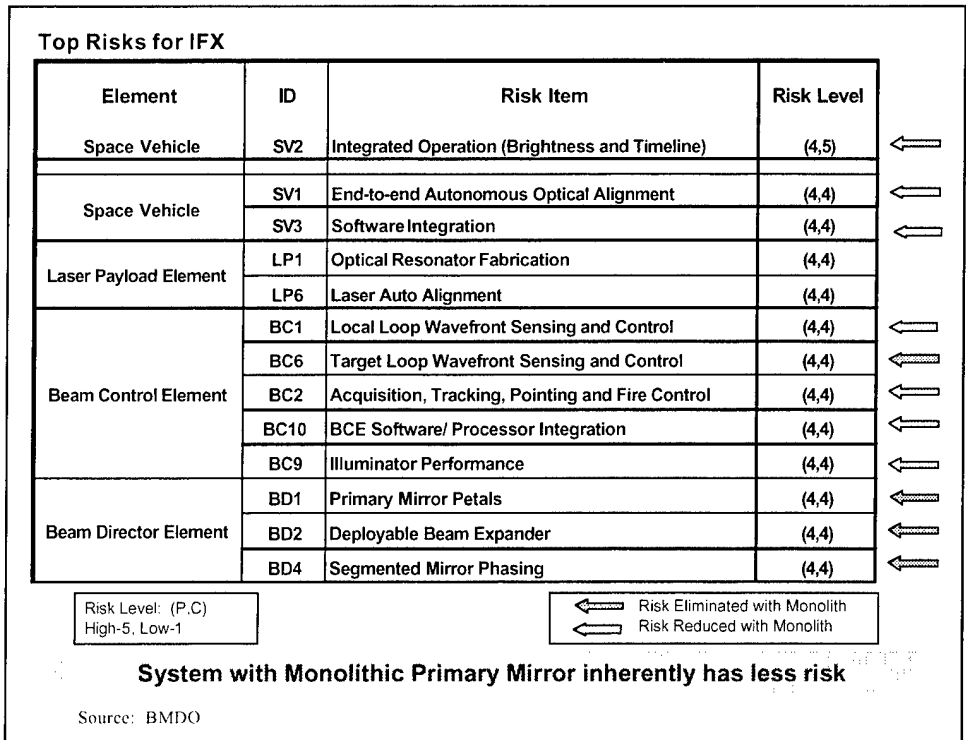 Top Risks for IFX
Element ID Risk Item Risk Level
Space Vehicle SV2 Integrated Operation (Brightness and Timeline) (4,5)
Space Vehicle
SV1 End-to-end Autonomous Optical Alignment (4,4)
SV3 Software Integration (4,4)
Laser Payload Element
LP1 Optical Resonator Fabrication (4,4)
LP6 Laser Auto Alignment (4,4)
Beam Control Element
BC1 Local Loop Wavefront Sensing and Control (4,4)
BC6 Target Loop Wavefront Sensing and Control (4,4)
BC2 Acquisition, Tracking, Pointing and Fire Control (4,4)
BC10 BCE Software/ Processor Integration (4,4)
BC9 Illuminator Performance (4,4)
Beam Director Element
BD1 Primary Mirror Petals (4,4)
BD2 Deployable Beam Expander (4,4)
BD4 Segmented Mirror Phasing (4,4)
Risk Level: (P,C)
High-5, Low-1
Risk Eliminated with Monolith
Risk Reduced with Monolith
System with Monolithic Primary Mirror inherently has less risk
Source: BMDO